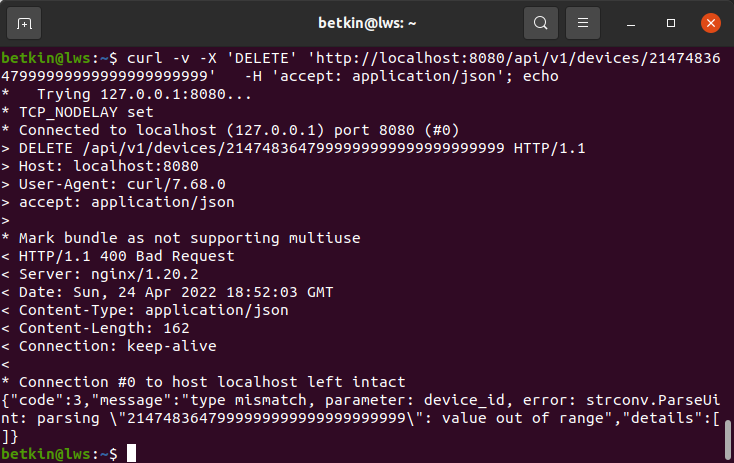 betkin@lws: ~
betkin@lws:~$ curl -v -X 'DELETE' 'http://localhost:8080/api/v1/devices/21474836
47999999999999999999999'   -H 'accept: application/json'; echo
*   Trying 127.0.0.1:8080...
* TCP_NODELAY set
* Connected to localhost (127.0.0.1) port 8080 (#0)
> DELETE /api/v1/devices/2147483647999999999999999999999 HTTP/1.1
> Host: localhost:8080
> User-Agent: curl/7.68.0
> accept: application/json
>
* Mark bundle as not supporting multiuse
< HTTP/1.1 400 Bad Request
< Server: nginx/1.20.2
< Date: Sun, 24 Apr 2022 18:52:03 GMT
< Content-Type: application/json
< Content-Length: 162
< Connection: keep-alive
<
* Connection #0 to host localhost left intact
{"code":3,"message":"type mismatch, parameter: device_id, error: strconv.ParseUi
nt: parsing \"2147483647999999999999999999999\": value out of range","details":[
]}
betkin@lws:~$